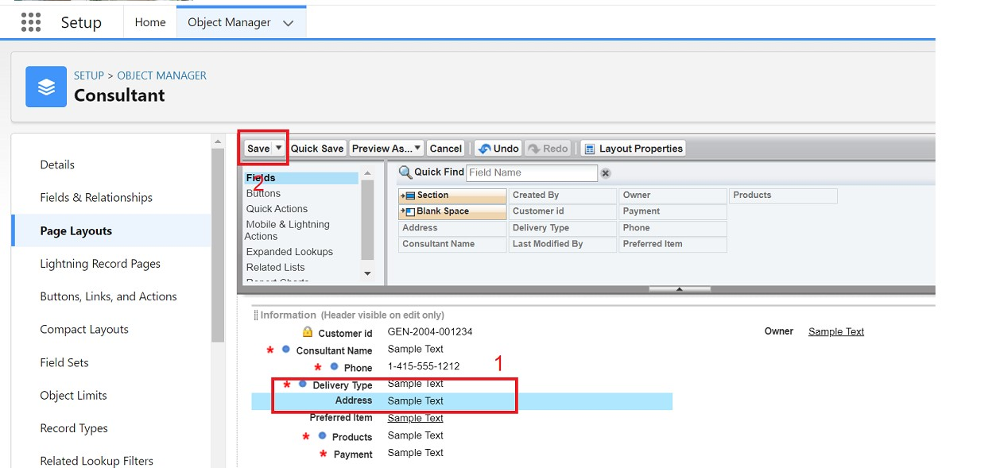 Setup Home Object Manager
SETUP > OBJECT MANAGER
Consultant
Details
Fields & Relationships
Page Layouts
Lightning Record Pages
Buttons, Links, and Actions
Compact Layouts
Field Sets
Object Limits
Record Types
Related Lookup Filters
Save Quick Save Preview As... Cancel Undo Redo Layout Properties
Fields
2
Buttons
Quick Actions
Mobile & Lightning
Actions
Expanded Lookups
Related Lists
Report Charts
Quick Find Field Name
Section Created By Owner Products
Blank Space Customer id Payment
Address Delivery Type Phone
Consultant Name Last Modified By Preferred Item
Information (Header visible on edit only)
Customer id GEN-2004-001234 Owner Sample Text
* Consultant Name Sample Text
* Phone 1-415-555-1212 1
* Delivery Type Sample Text
Address Sample Text
Preferred Item Sample Text
* Products Sample Text
* Payment Sample Text